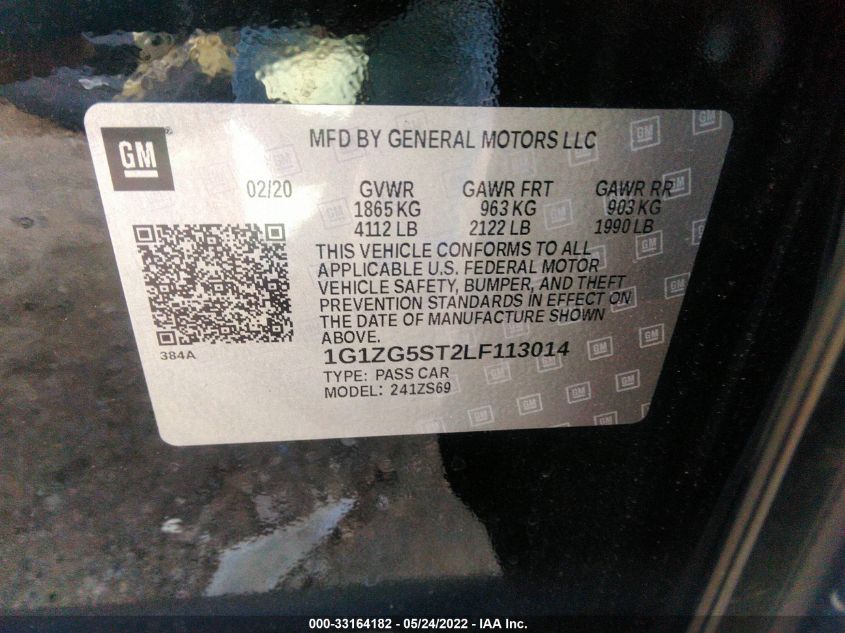 GM
MFD BY GENERAL MOTORS LLC
02/20 GVWR GAWR FRT GAWR RR
1865 KG 963 KG 903 KG
4112 LB 2122 LB 1990 LB
THIS VEHICLE CONFORMS TO ALL
APPLICABLE U.S. FEDERAL MOTOR
VEHICLE SAFETY, BUMPER, AND THEFT
PREVENTION STANDARDS IN EFFECT ON
THE DATE OF MANUFACTURE SHOWN
ABOVE.
384A
1G1ZG5ST2LF113014
TYPE: PASS CAR
MODEL: 241ZS69
000-33164182 - 05/24/2022 - IAA Inc.